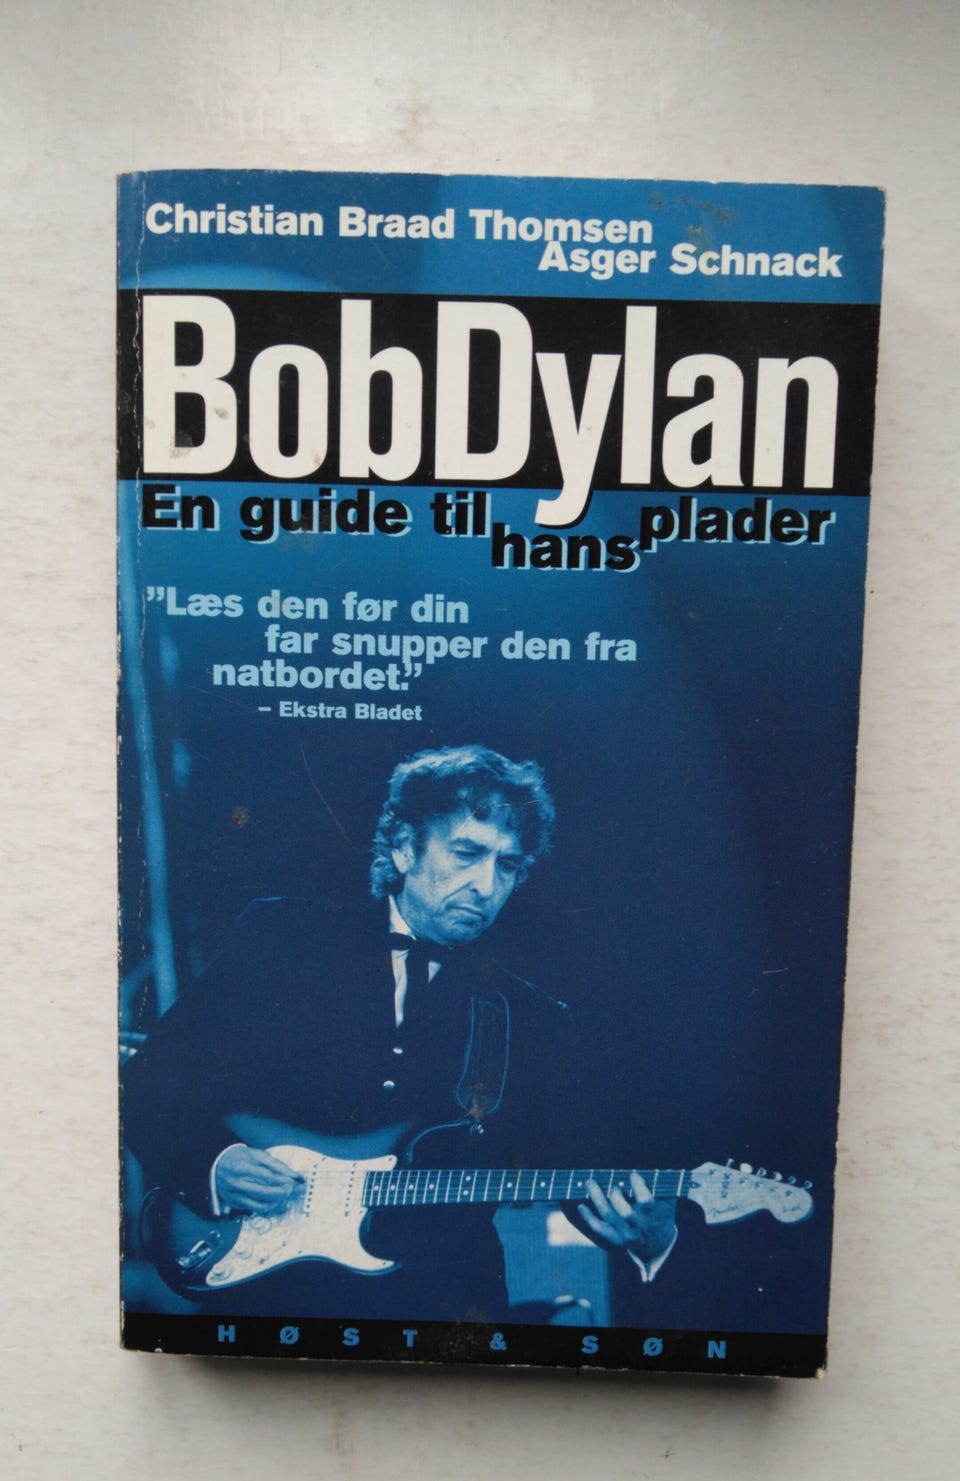 Christian Braad Thomsen
Asger Schnack
BobDylan
En guide til hans plader
”Læs den før din
far snupper den fra
natbordet.”
– Ekstra Bladet
HØST & SØN